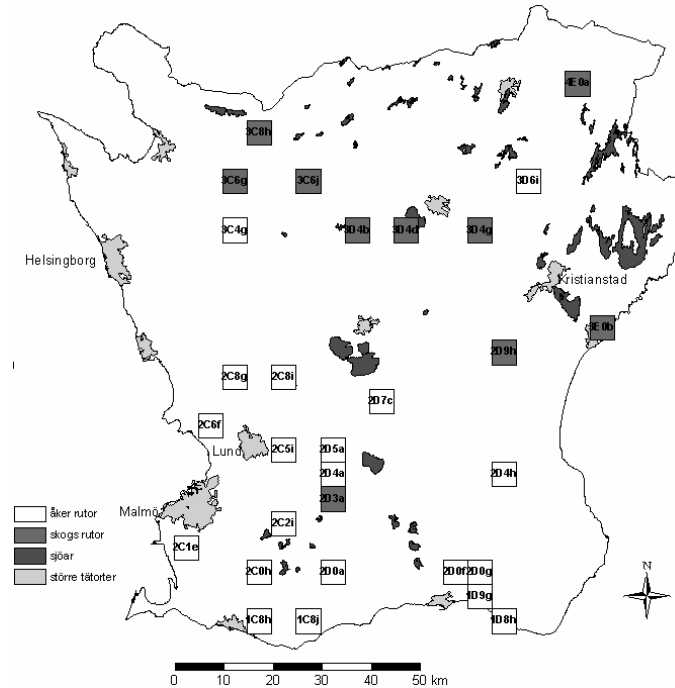 4E0a
3C8h
3C6g
3C6j
3D6i
3C4g
3D4b
3D4d
3D4g
Helsingborg
Kristianstad
3E0b
2D9h
2C8g
2C8i
2D7c
2C6f
Lund
2C5i
2D5a
2D4a
2D4h
2D3a
Malmö
2C2i
2C1e
2C0h
2D0a
2D0f
2D0g
1D9g
1C8h
1C8j
1D8h
åker rutor
skogs rutor
sjöar
större tätorter
N
0 10 20 30 40 50 km